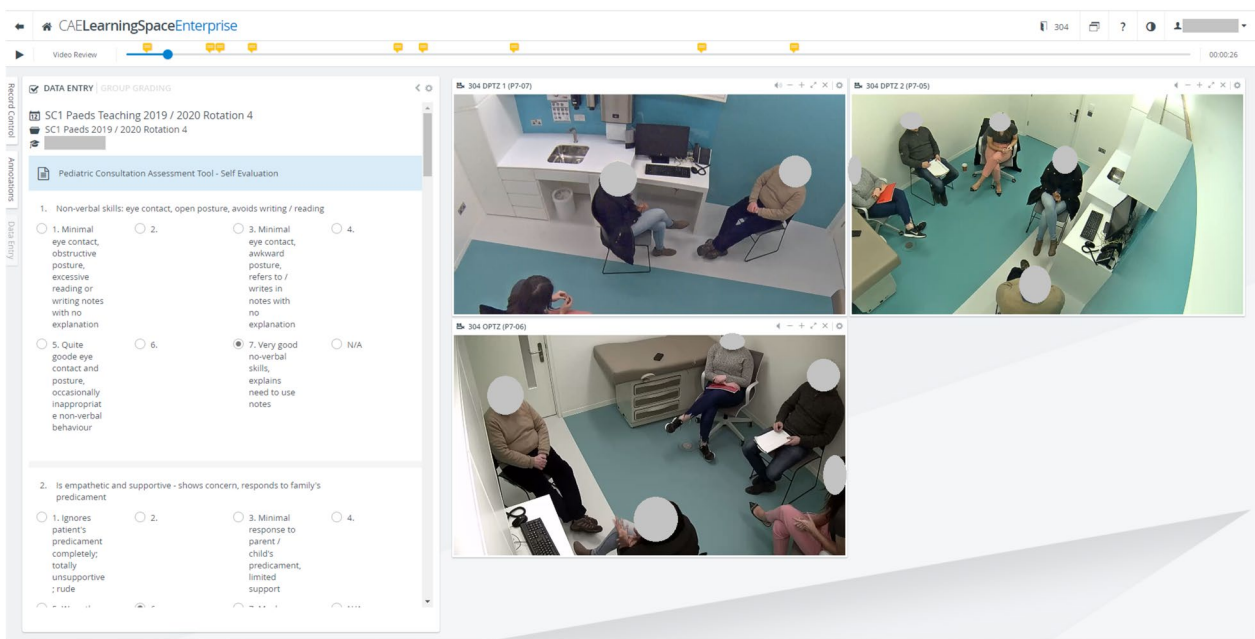 CAELearningSpaceEnterprise
304
?
Video Review
00:00:26
Record Control
Annotations
Data Entry
DATA ENTRY | GROUP GRADING
SC1 Paeds Teaching 2019 / 2020 Rotation 4
SC1 Paeds 2019 / 2020 Rotation 4
Pediatric Consultation Assessment Tool - Self Evaluation
1. Non-verbal skills: eye contact, open posture, avoids writing / reading
1. Minimal
eye contact,
obstructive
posture,
excessive
reading or
writing notes
with no
explanation
2.
3. Minimal
eye contact,
awkward
posture,
refers to /
writes in
notes with
no
explanation
4.
5. Quite
goode eye
contact and
posture,
occasionally
inappropriat
e non-verbal
behaviour
6.
7. Very good
no-verbal
skills,
explains
need to use
notes
N/A
2. Is empathetic and supportive - shows concern, responds to family's
predicament
1. Ignores
patient's
predicament
completely;
totally
unsupportive
; rude
2.
3. Minimal
response to
parent /
child's
predicament,
limited
support
4.
304 DPTZ 1 (P7-07)
304 DPTZ 2 (P7-05)
304 OPTZ (P7-06)